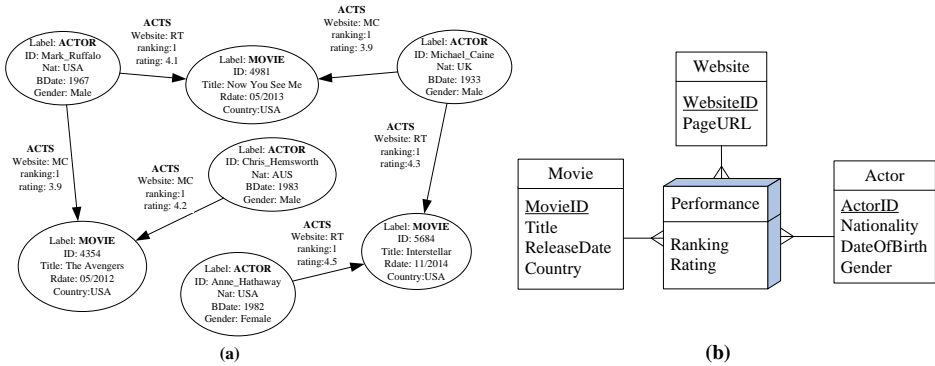 ACTS
Website: RT
ranking:1
rating: 4.1
ACTS
Website: MC
ranking:1
rating: 3.9
Label: ACTOR
ID: Mark_Ruffalo
Nat: USA
BDate: 1967
Gender: Male
Label: MOVIE
ID: 4981
Title: Now You See Me
Rdate: 05/2013
Country:USA
Label: ACTOR
ID: Michael_Caine
Nat: UK
BDate: 1933
Gender: Male
ACTS
Website: MC
ranking:1
rating: 3.9
ACTS
Website: MC
ranking:1
rating: 4.2
Label: ACTOR
ID: Chris_Hemsworth
Nat: AUS
BDate: 1983
Gender: Male
ACTS
Website: RT
ranking:1
rating:4.3
Label: MOVIE
ID: 4354
Title: The Avengers
Rdate: 05/2012
Country:USA
ACTS
Website: RT
ranking:1
rating:4.5
Label: MOVIE
ID: 5684
Title: Interstellar
Rdate: 11/2014
Country:USA
Label: ACTOR
ID: Anne_Hathaway
Nat: USA
BDate: 1982
Gender: Female
(a)
Website
WebsiteID
PageURL
Movie
MovieID
Title
ReleaseDate
Country
Performance
Ranking
Rating
Actor
ActorID
Nationality
DateOfBirth
Gender
(b)